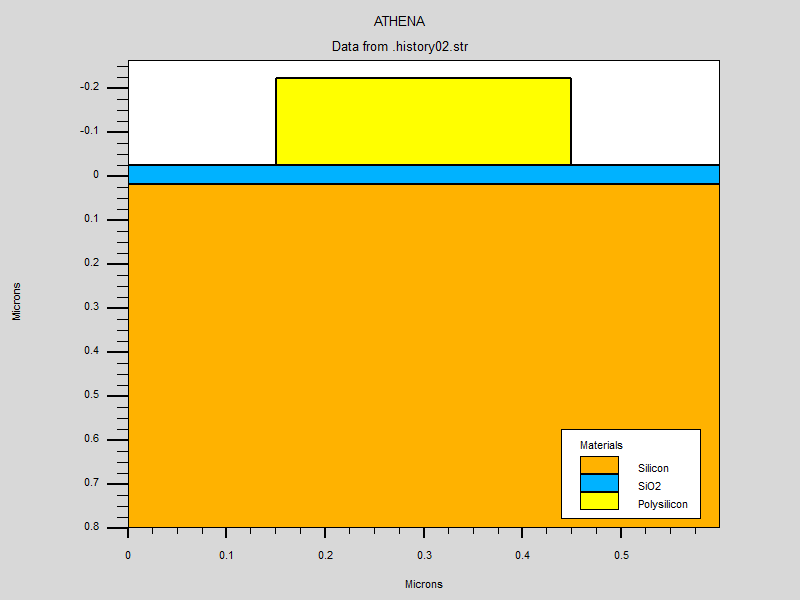 ATHENA
Data from .history02.str
-0.2
-0.1
0
0.1
0.2
0.3
0.4
0.5
0.6
0.7
0.8
Microns
Materials
Silicon
SiO2
Polysilicon
0 0.1 0.2 0.3 0.4 0.5
Microns